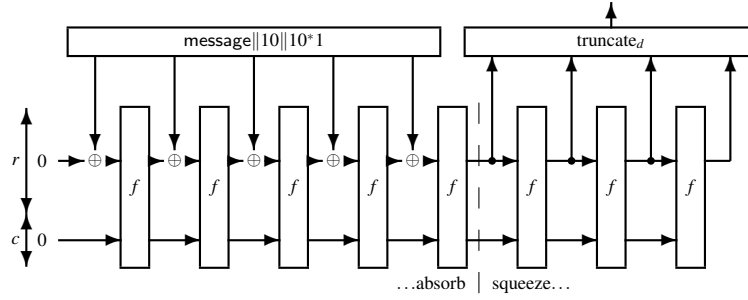 message||10||10*1
truncate_d
r 0 ⊕ ⊕ ⊕ ⊕ ⊕
f f f f f f f f
c 0
…absorb squeeze…